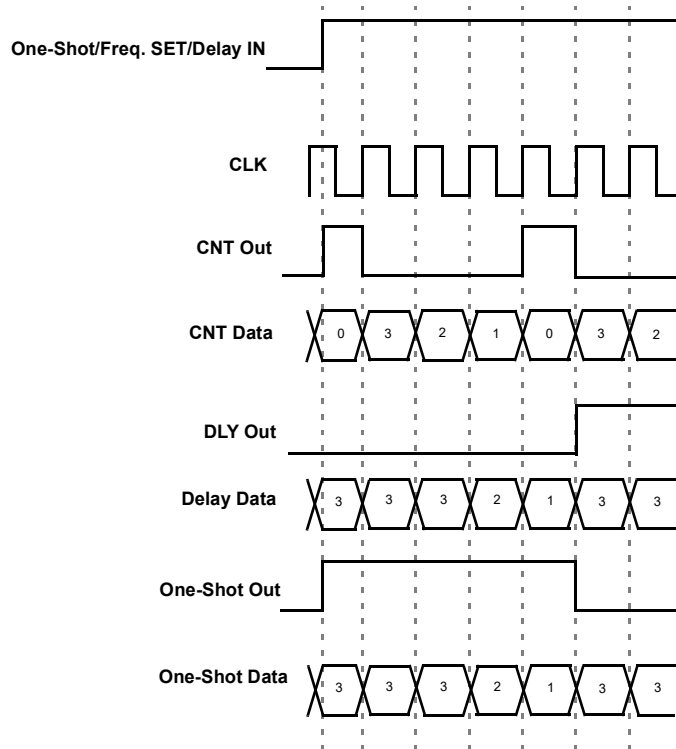 One-Shot/Freq. SET/Delay IN
CLK
CNT Out
CNT Data 0 3 2 1 0 3 2
DLY Out
Delay Data 3 3 3 2 1 3 3
One-Shot Out
One-Shot Data 3 3 3 2 1 3 3